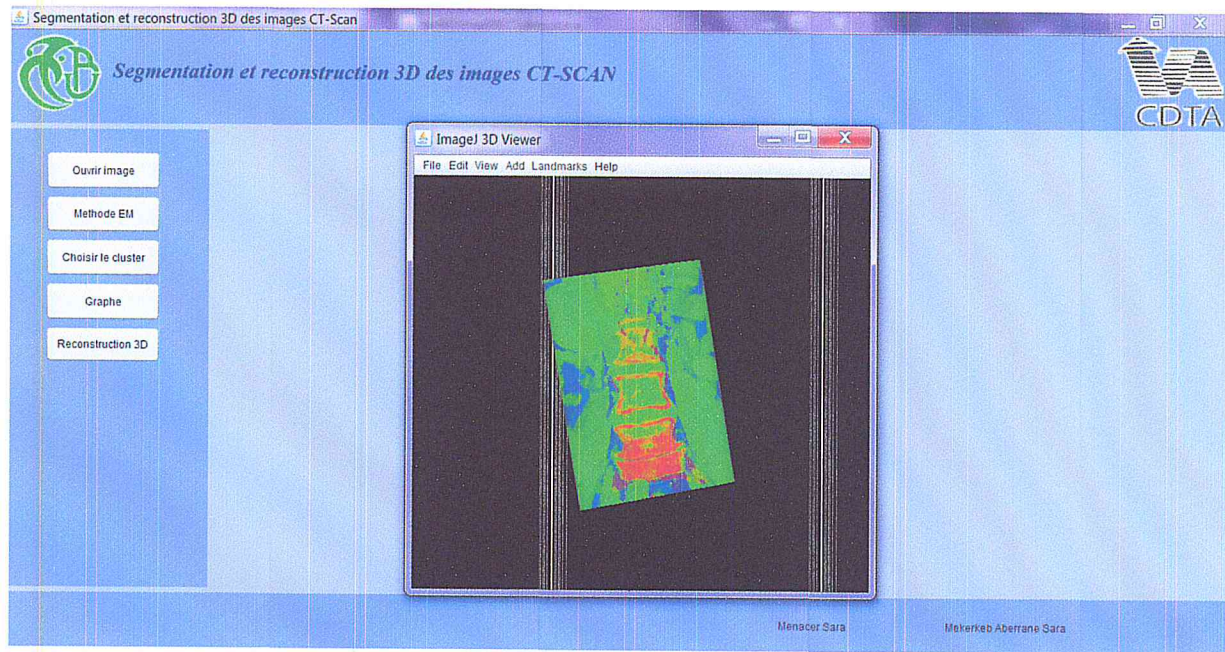 Segmentation et reconstruction 3D des images CT-Scan
Segmentation et reconstruction 3D des images CT-SCAN
CDTA
ImageJ 3D Viewer
File Edit View Add Landmarks Help
Ouvrir image
Methode EM
Choisir le cluster
Graphe
Reconstruction 3D
Menacer Sara
Mekerkeb Aberrane Sara